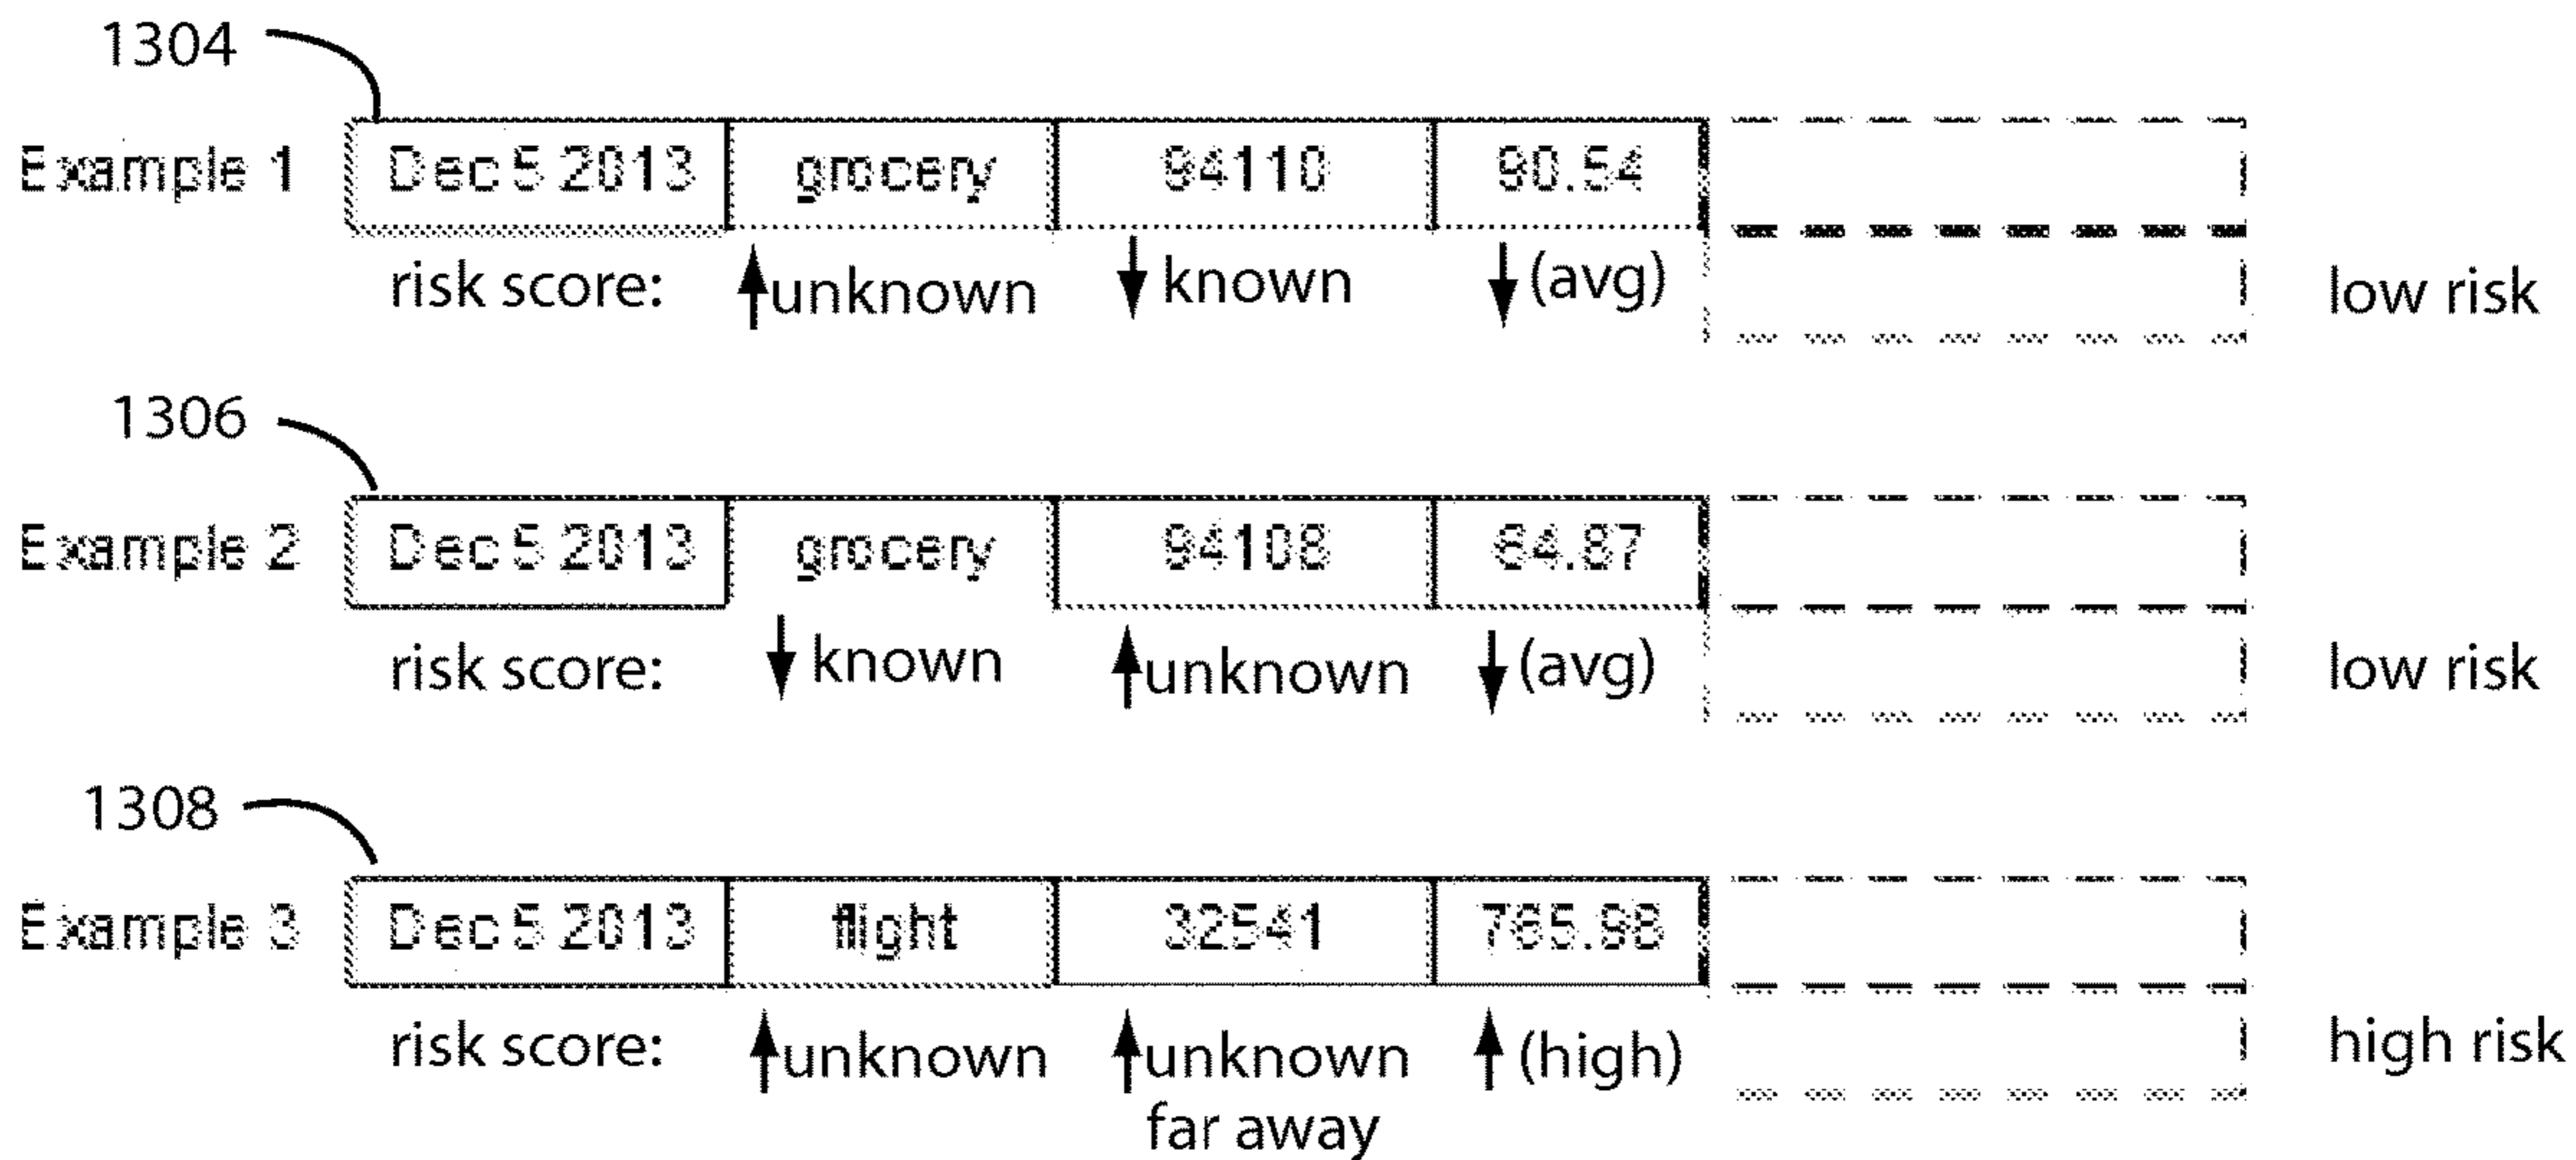 1304
Example 1 Dec 5 2013 grocery 94110 90.54
risk score: unknown known (avg) low risk
1306
Example 2 Dec 5 2013 grocery 94108 64.87
risk score: known unknown (avg) low risk
1308
Example 3 Dec 5 2013 flight 32541 765.98
risk score: unknown unknown (high) high risk
far away